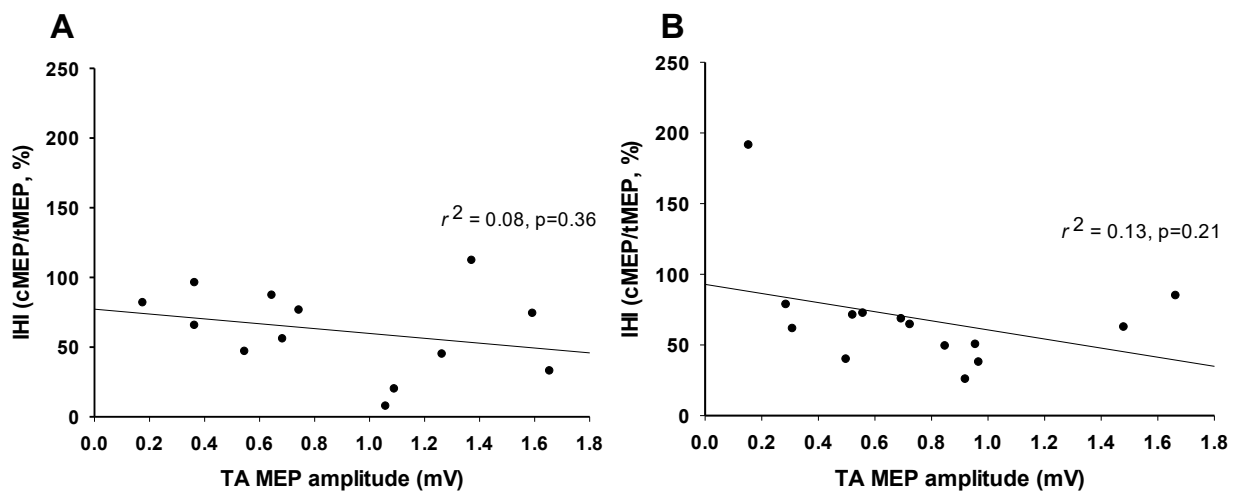 A
250
200
150
100
50
0
IHI (cMEP/tMEP, %)
r 2 = 0.08, p=0.36
0.0 0.2 0.4 0.6 0.8 1.0 1.2 1.4 1.6 1.8
TA MEP amplitude (mV)
B
250
200
150
100
50
0
IHI (cMEP/tMEP, %)
r 2 = 0.13, p=0.21
0.0 0.2 0.4 0.6 0.8 1.0 1.2 1.4 1.6 1.8
TA MEP amplitude (mV)